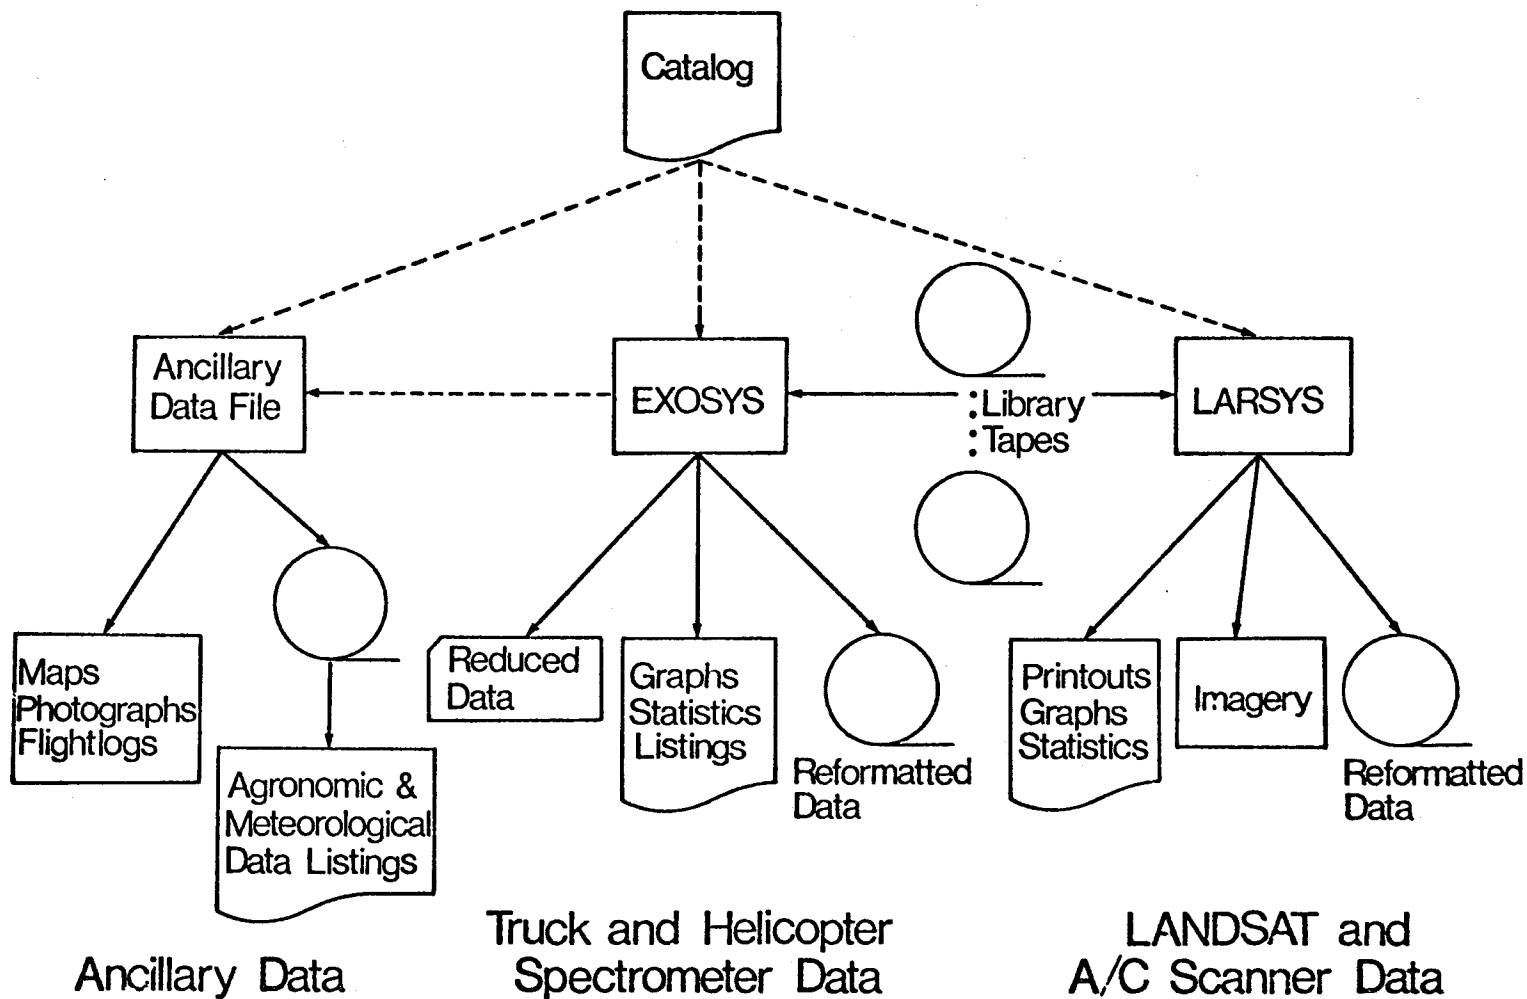 Catalog
Ancillary
Data File
EXOSYS
Library
Tapes
LARSYS
Maps
Photographs
Flightlogs
Agronomic &
Meteorological
Data Listings
Reduced
Data
Graphs
Statistics
Listings
Reformatted
Data
Printouts
Graphs
Statistics
Imagery
Reformatted
Data
Ancillary Data
Truck and Helicopter
Spectrometer Data
LANDSAT and
A/C Scanner Data